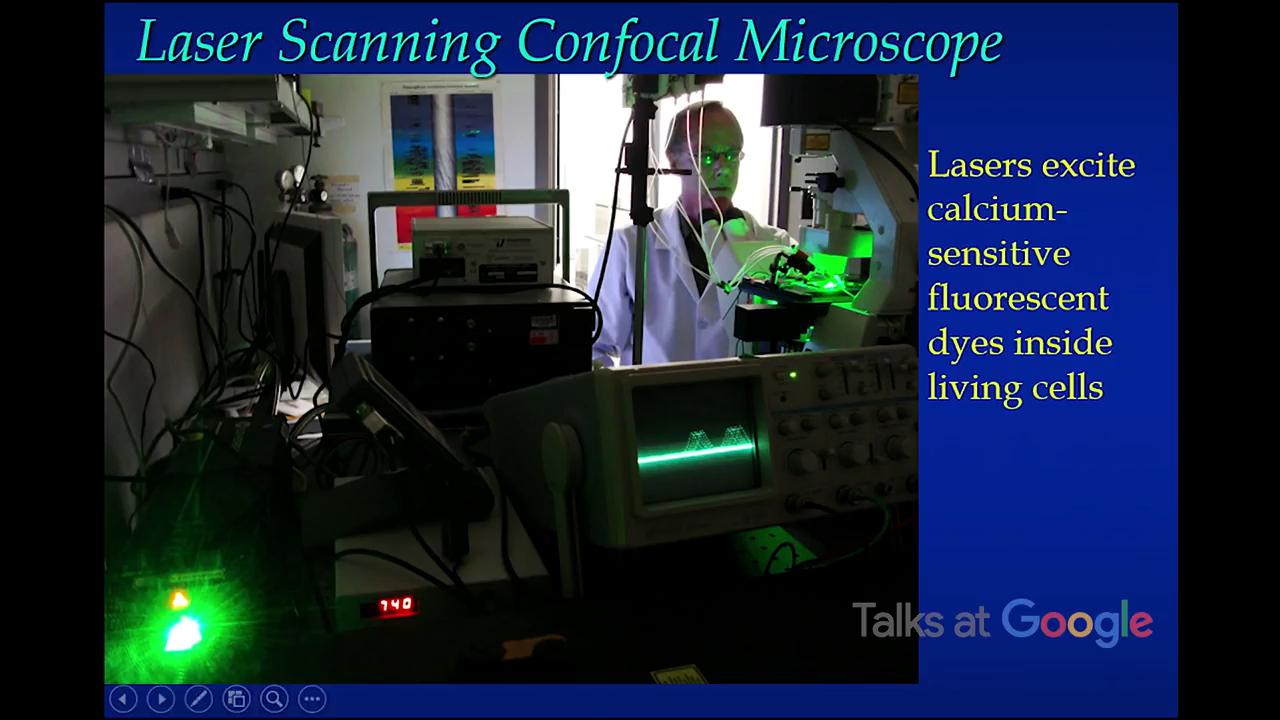 Laser Scanning Confocal Microscope
Lasers excite
calcium-
sensitive
fluorescent
dyes inside
living cells
740
Talks at Google